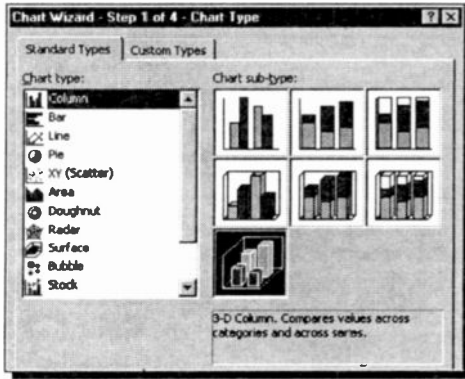 Chart Wizard - Step 1 of 4 - Chart Type
Standard Types
Custom Types
Chart type:
Chart sub-type:
Column
Bar
Line
Pie
XY (Scatter)
Area
Doughnut
Radar
Surface
Bubble
Stock
3-D Column. Compares values across
categories and across series.